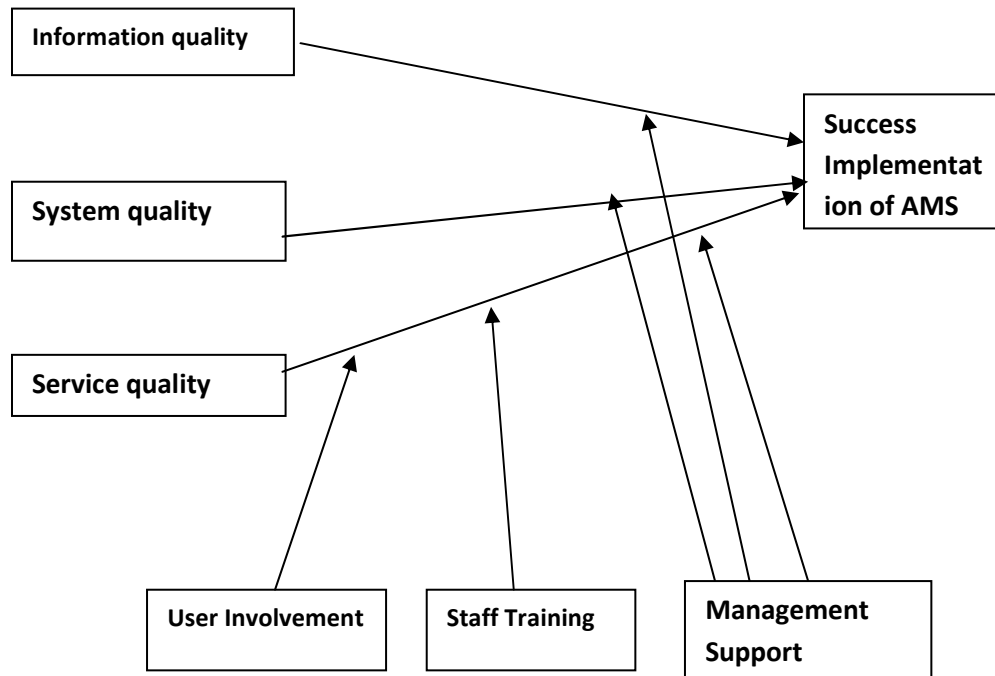 Information quality
Success
Implementat
ion of AMS
System quality
Service quality
User Involvement
Staff Training
Management
Support